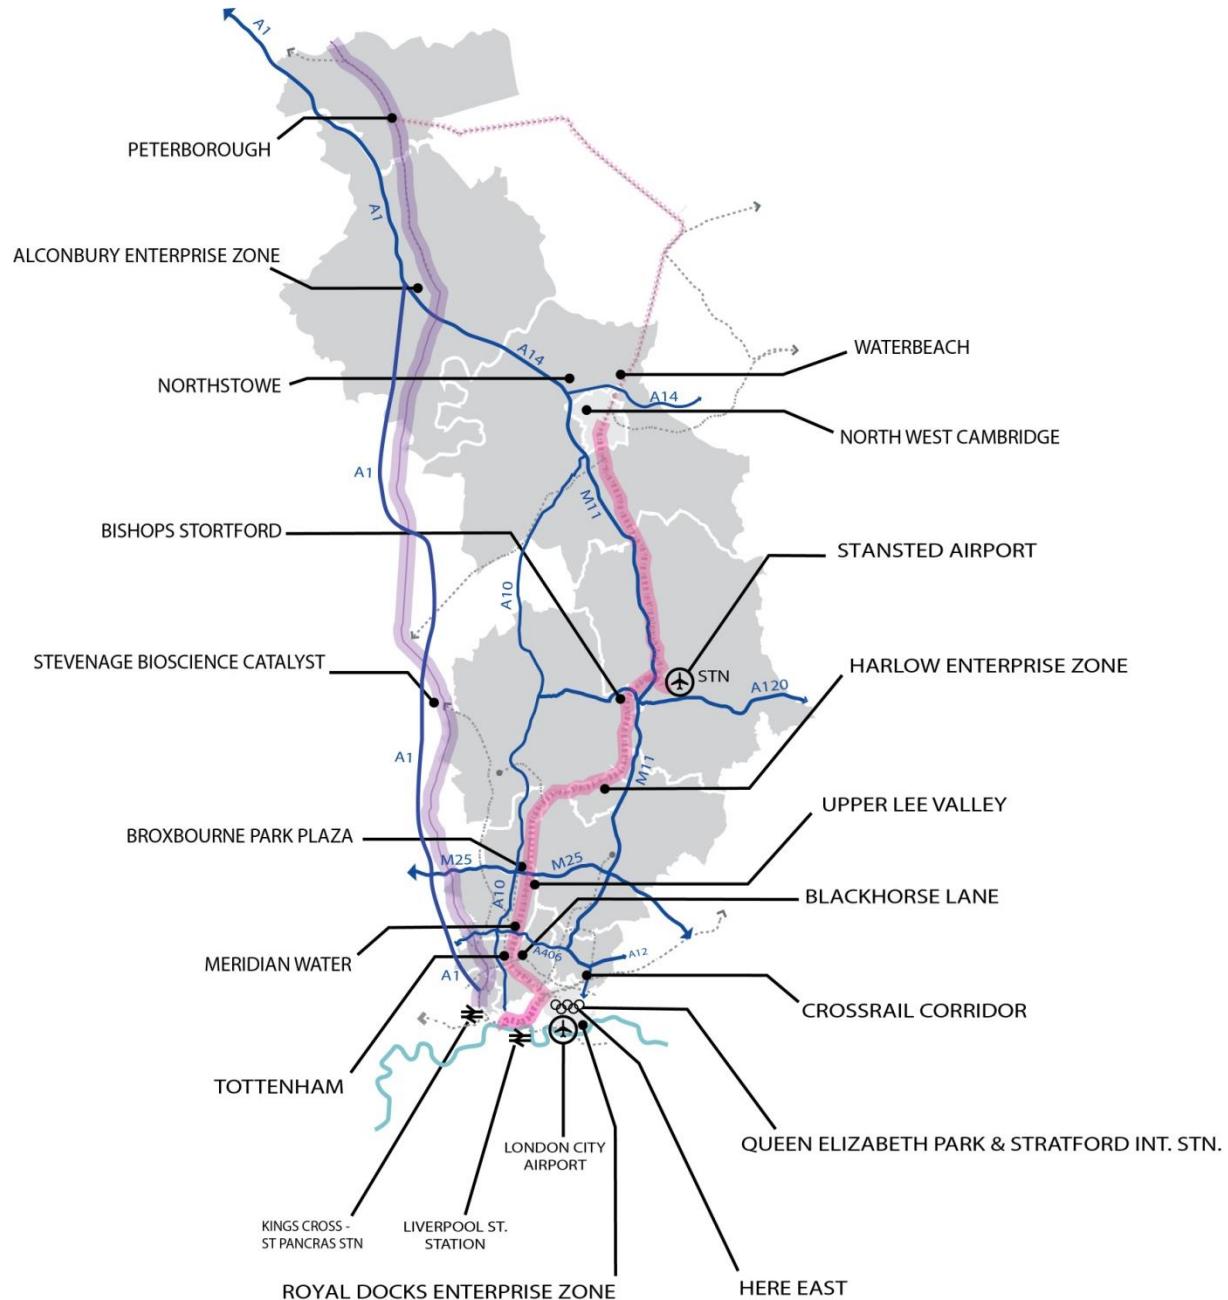 A1
PETERBOROUGH
A1
ALCONBURY ENTERPRISE ZONE
A14
WATERBEACH
NORTHSTOWE
A14
NORTH WEST CAMBRIDGE
A1
M11
BISHOPS STORTFORD
STANSTED AIRPORT
A10
STEVENAGE BIOSCIENCE CATALYST
HARLOW ENTERPRISE ZONE
STN
A120
A1
M11
UPPER LEE VALLEY
BROXBOURNE PARK PLAZA
M25
M25
A10
BLACKHORSE LANE
MERIDIAN WATER
A406
A12
A1
CROSSRAIL CORRIDOR
TOTTENHAM
LONDON CITY
AIRPORT
QUEEN ELIZABETH PARK & STRATFORD INT. STN.
KINGS CROSS -
ST PANCRAS STN
LIVERPOOL ST.
STATION
ROYAL DOCKS ENTERPRISE ZONE
HERE EAST